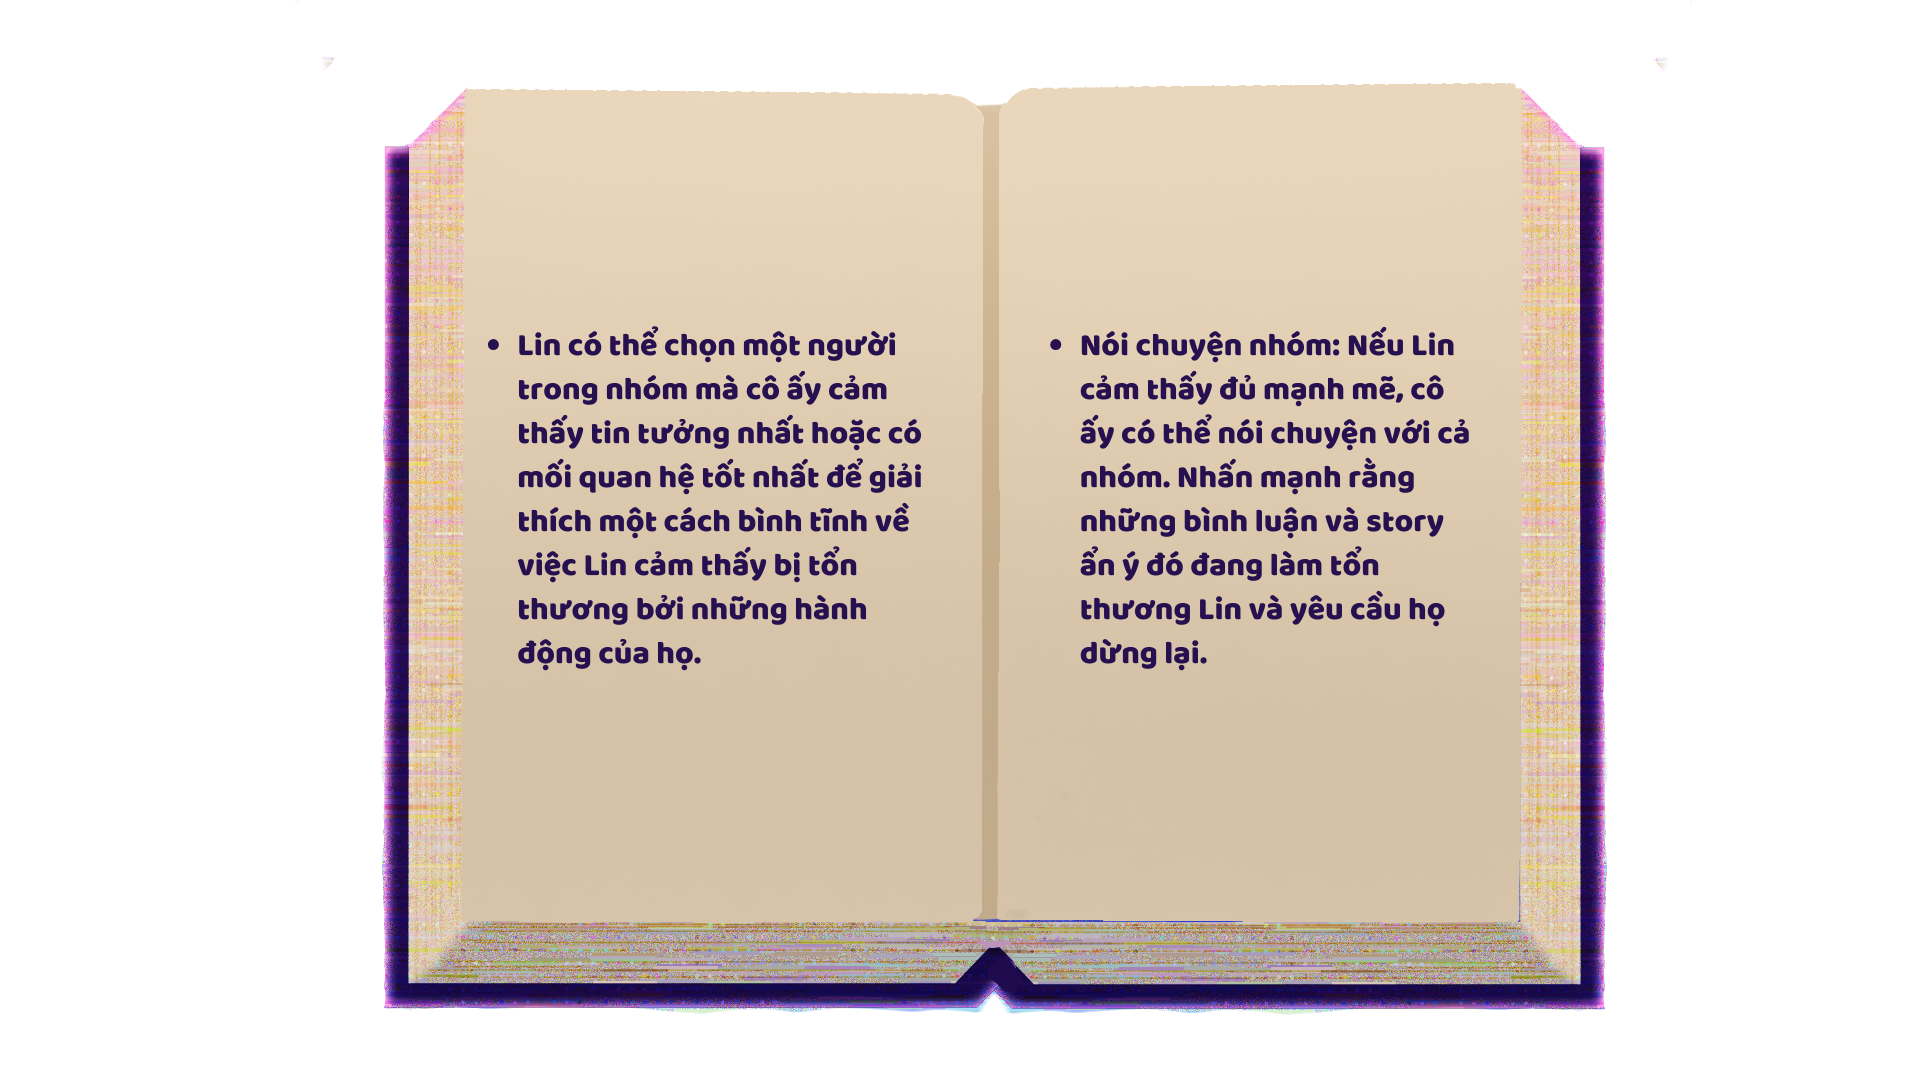 • Lin có thể chọn một người
trong nhóm mà cô ấy cảm
thấy tin tưởng nhất hoặc có
mối quan hệ tốt nhất để giải
thích một cách bình tĩnh về
việc Lin cảm thấy bị tổn
thương bởi những hành
động của họ.
• Nói chuyện nhóm: Nếu Lin
cảm thấy đủ mạnh mẽ, cô
ấy có thể nói chuyện với cả
nhóm. Nhấn mạnh rằng
những bình luận và story
ẩn ý đó đang làm tổn
thương Lin và yêu cầu họ
dừng lại.